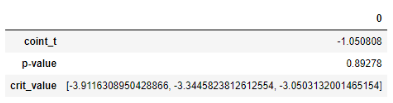 0
coint_t -1.050808
p-value 0.89278
crit_value [-3.9116308950428866, -3.3445823812612554, -3.0503132001465154]